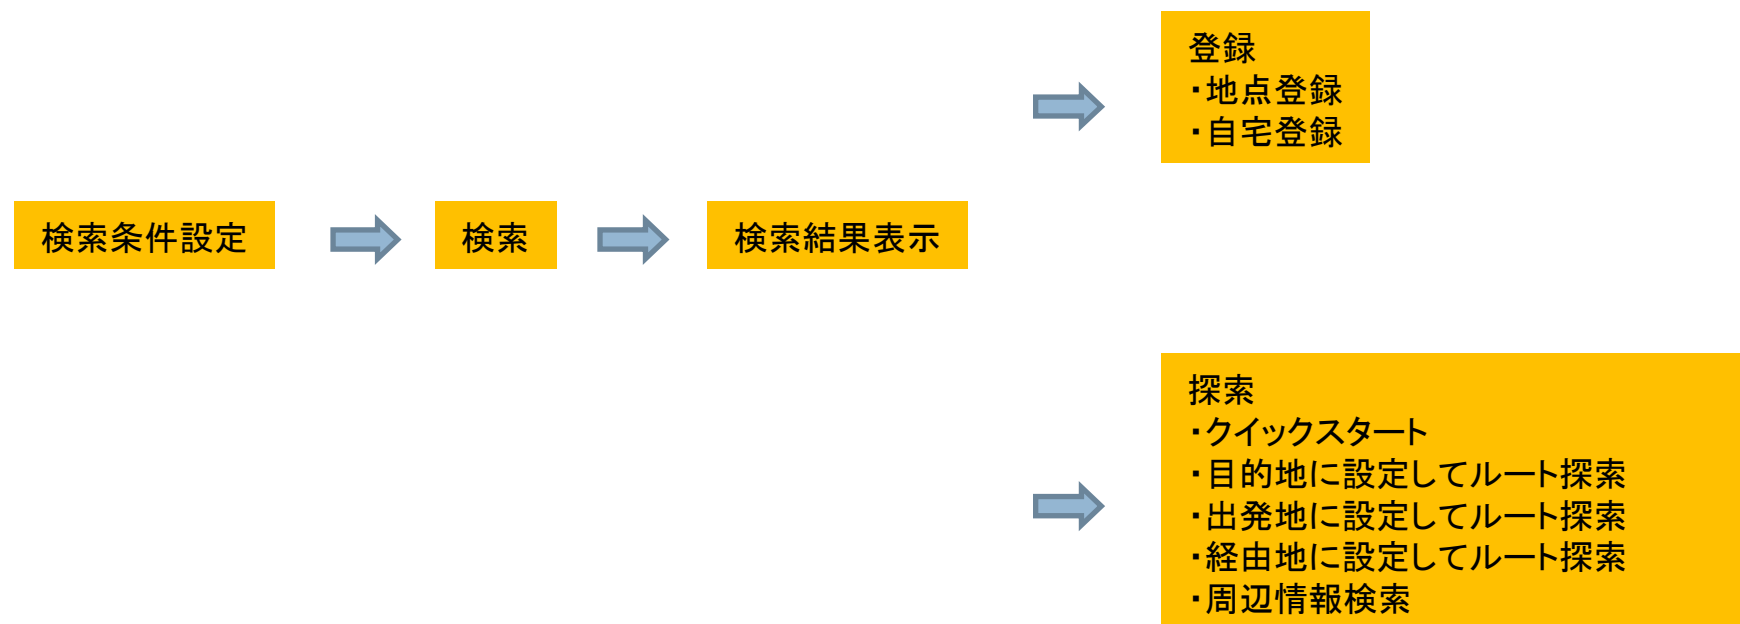 登録
・地点登録
・自宅登録
検索条件設定
検索
検索結果表示
探索
・クイックスタート
・目的地に設定してルート探索
・出発地に設定してルート探索
・経由地に設定してルート探索
・周辺情報検索